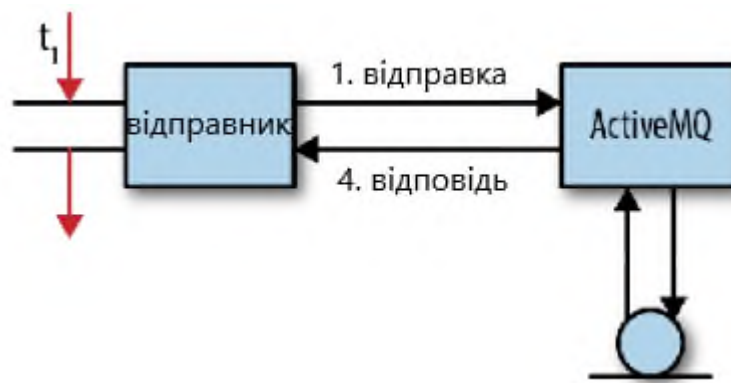 t₁
1. відправка
відправник
ActiveMQ
4. відповідь